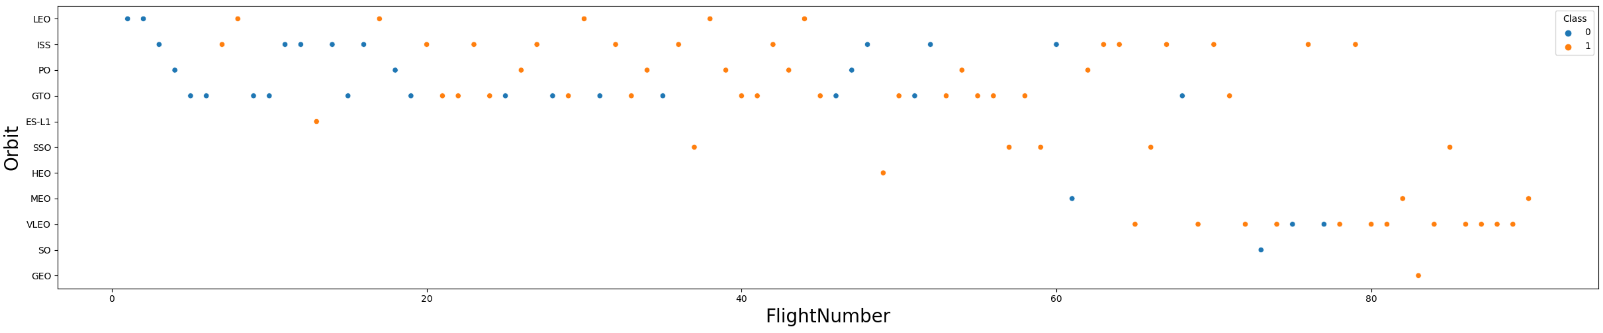 LEO
ISS
PO
GTO
ES-L1
SSO
HEO
MEO
VLEO
SO
GEO
Orbit
0 20 40 60 80
FlightNumber
Class
0
1